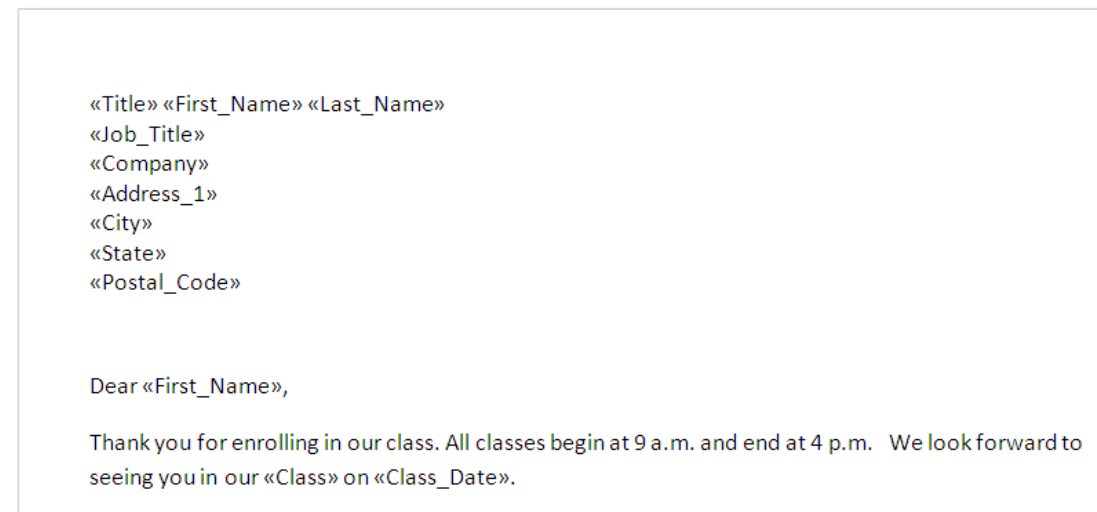 «Title» «First_Name» «Last_Name»
«Job_Title»
«Company»
«Address_1»
«City»
«State»
«Postal_Code»
Dear «First_Name»,
Thank you for enrolling in our class. All classes begin at 9 a.m. and end at 4 p.m.   We look forward to
seeing you in our «Class» on «Class_Date».